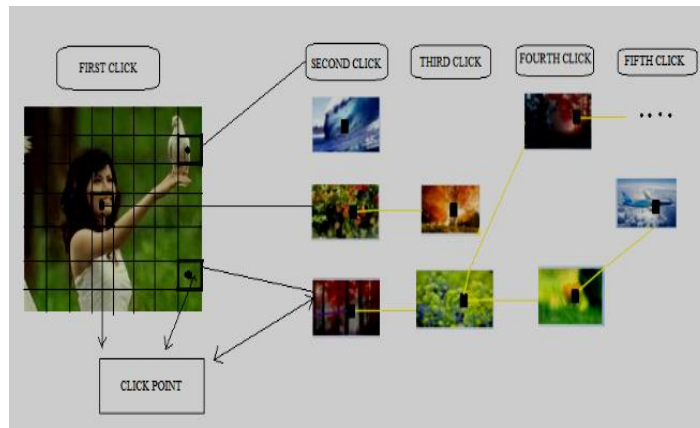 FIRST CLICK
SECOND CLICK
THIRD CLICK
FOURTH CLICK
FIFTH CLICK
....
CLICK POINT